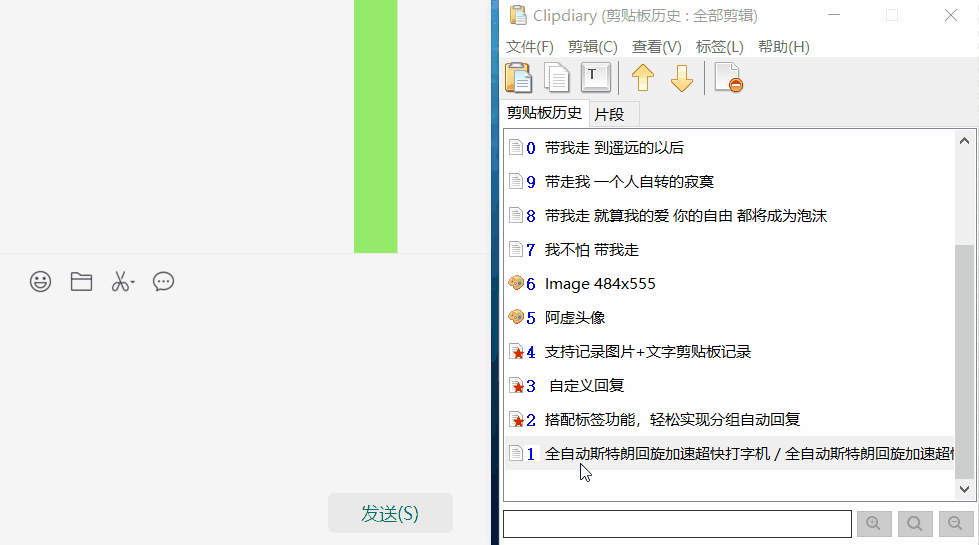 Clipdiary (剪贴板历史 : 全部剪辑)
文件(F) 剪辑(C) 查看(V) 标签(L) 帮助(H)
T
剪贴板历史 片段
0 带我走 到遥远的以后
9 带走我 一个人自转的寂寞
8 带我走 就算我的爱 你的自由 都将成为泡沫
7 我不怕 带我走
6 Image 484x555
5 阿虚头像
4 支持记录图片+文字剪贴板记录
3 自定义回复
2 搭配标签功能，轻松实现分组自动回复
1 全自动斯特朗回旋加速超快打字机 / 全自动斯特朗回旋加速超
发送(S)